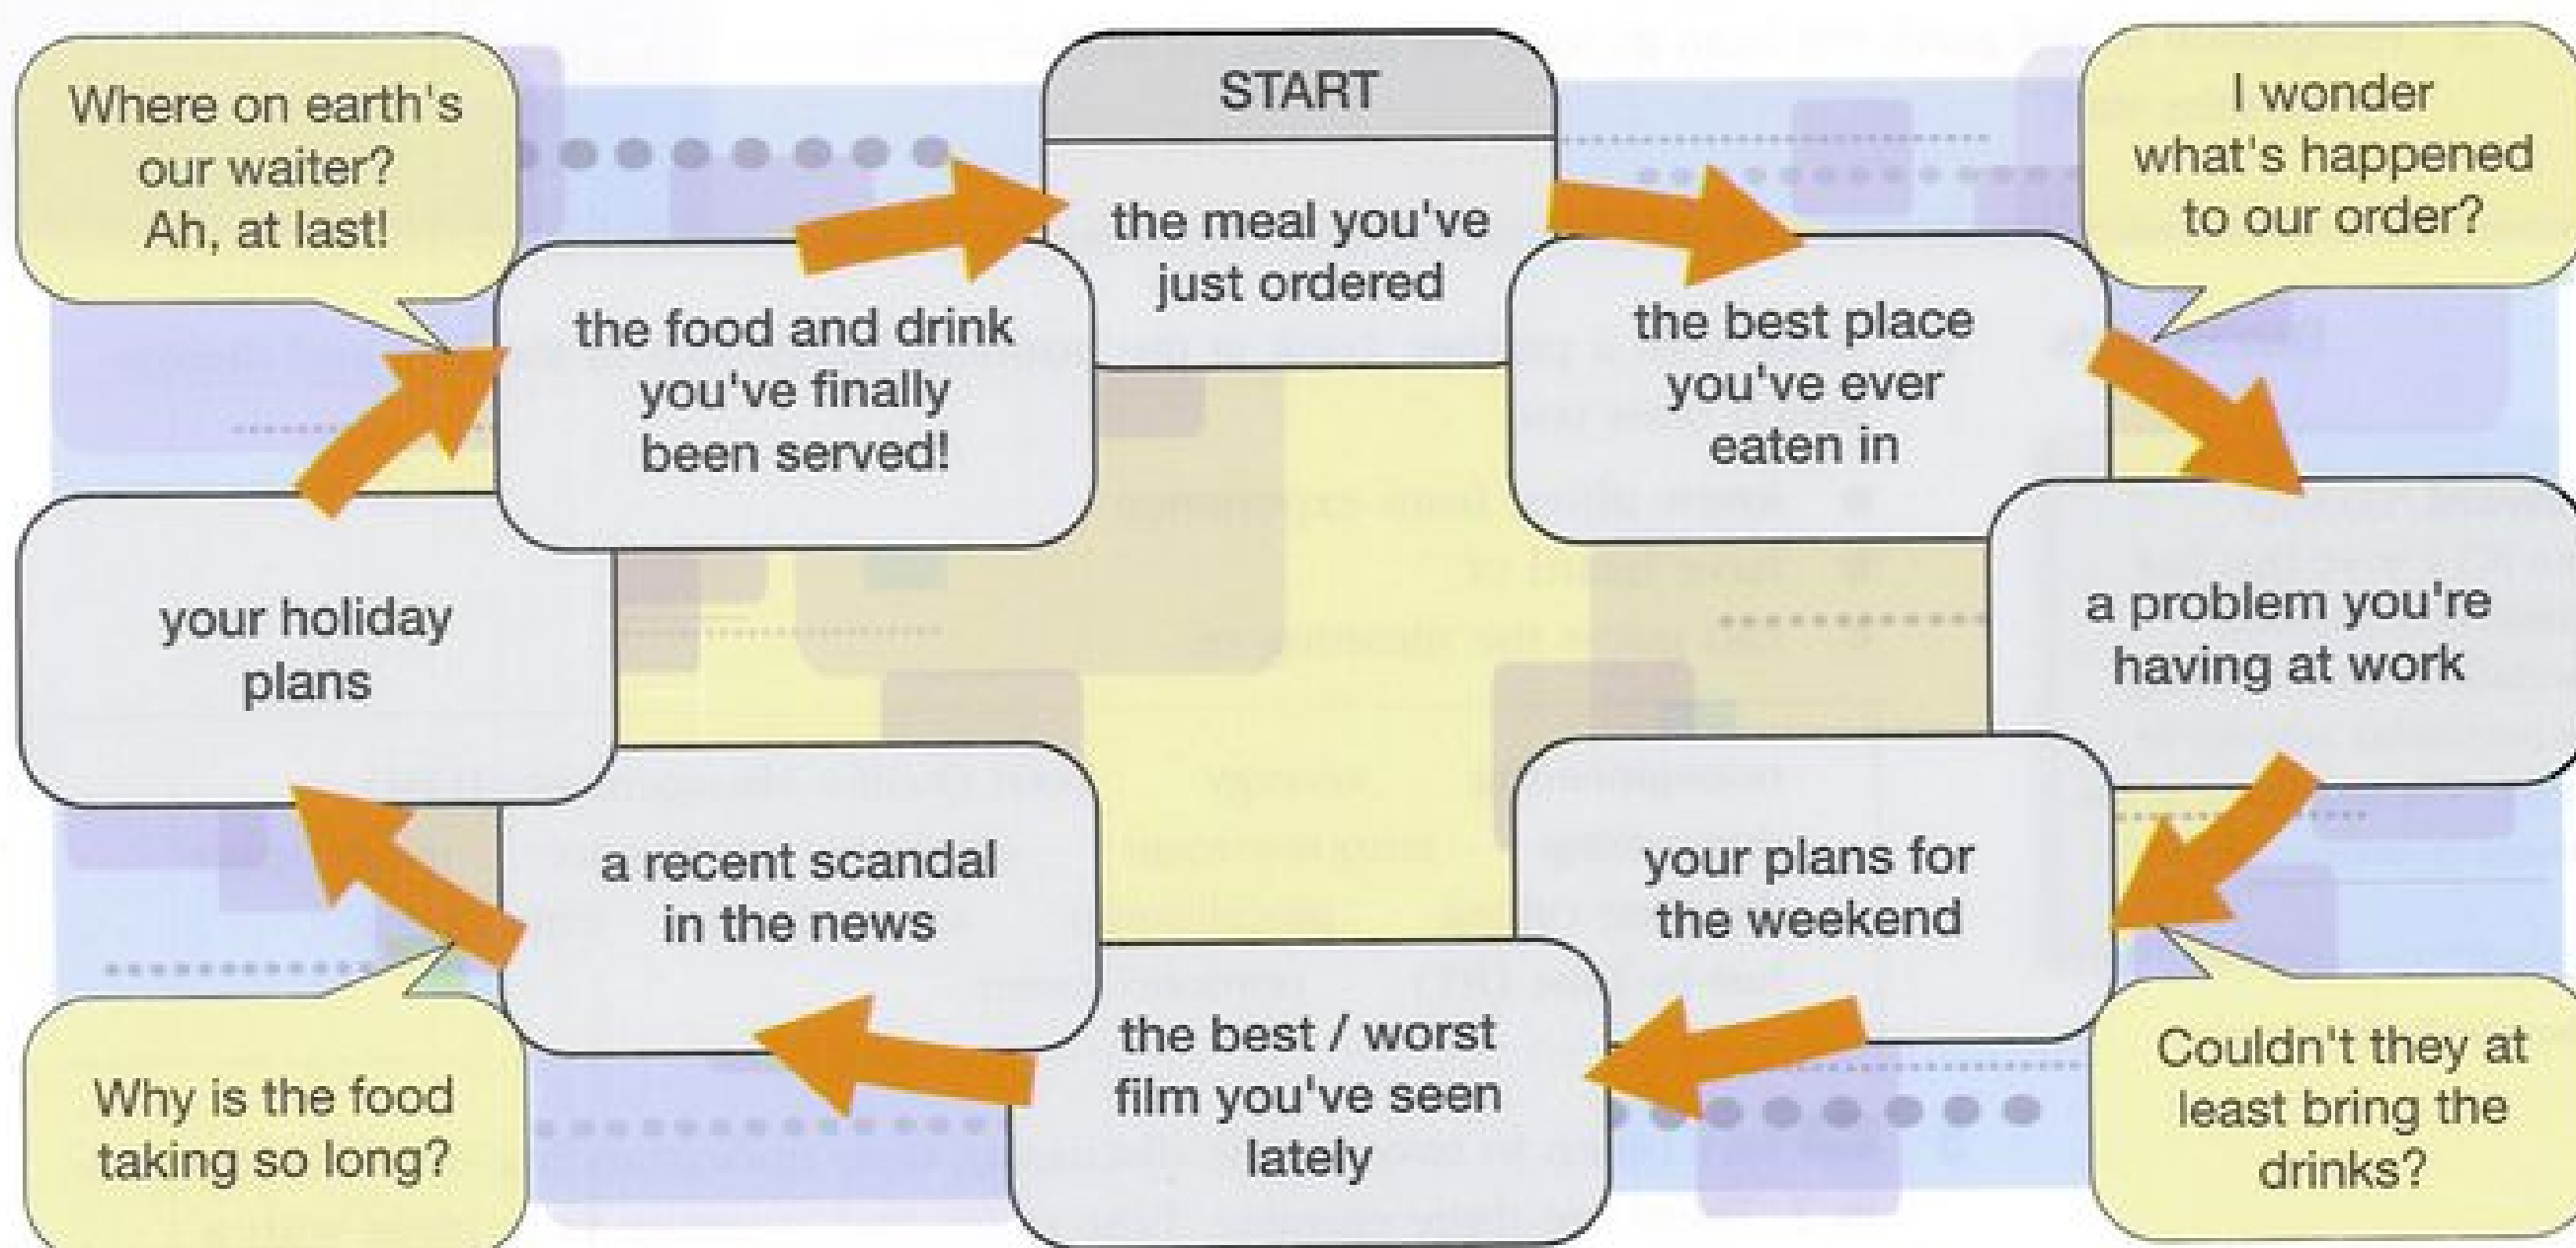 START
the meal you've
just ordered
I wonder
what's happened
to our order?
the best place
you've ever
eaten in
a problem you're
having at work
Couldn't they at
least bring the
drinks?
your plans for
the weekend
the best / worst
film you've seen
lately
a recent scandal
in the news
Why is the food
taking so long?
your holiday
plans
Where on earth's
our waiter?
Ah, at last!
the food and drink
you've finally
been served!